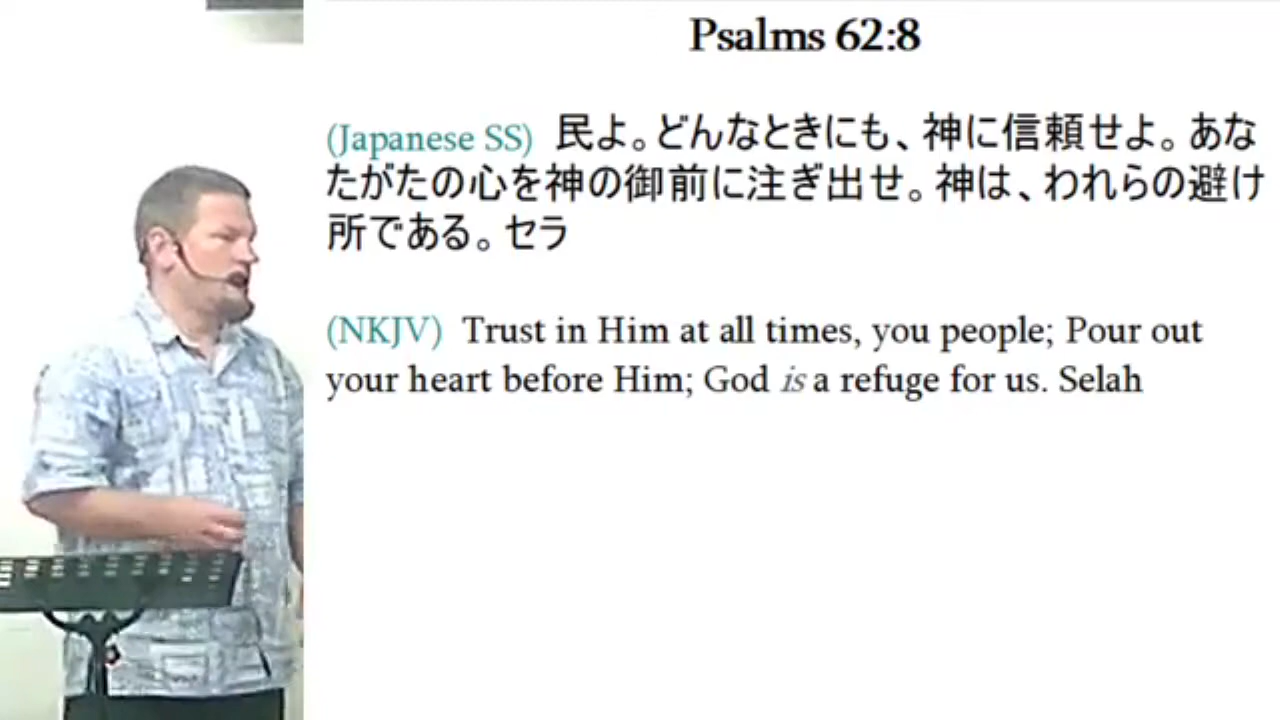 Psalms 62:8
(Japanese SS) 民よ。どんなときにも、神に信頼せよ。あな
たがたの心を神の御前に注ぎ出せ。神は、われらの避け
所である。セラ
(NKJV) Trust in Him at all times, you people; Pour out
your heart before Him; God is a refuge for us. Selah